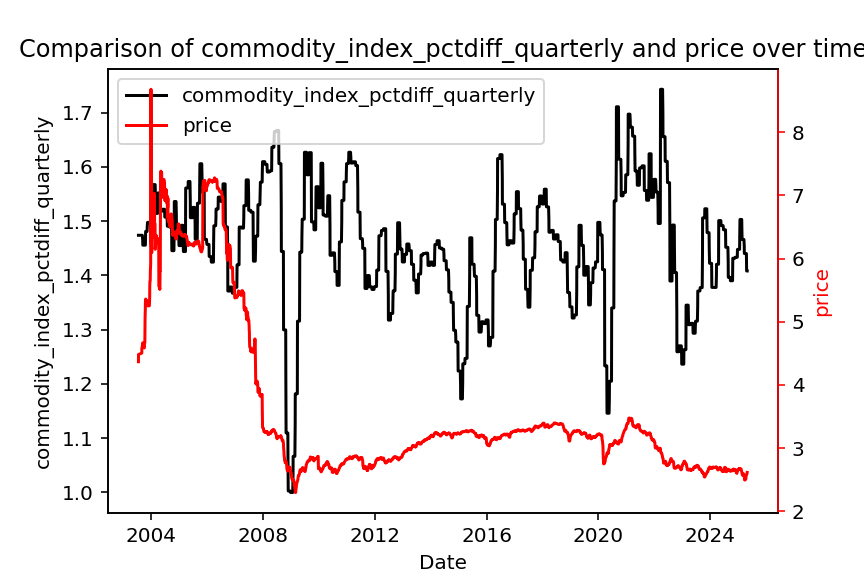 Comparison of commodity_index_pctdiff_quarterly and price over time
commodity_index_pctdiff_quarterly
price
commodity_index_pctdiff_quarterly
1.7
1.6
1.5
1.4
1.3
1.2
1.1
1.0
8
7
6
5
4
3
2
price
2004 2008 2012 2016 2020 2024
Date